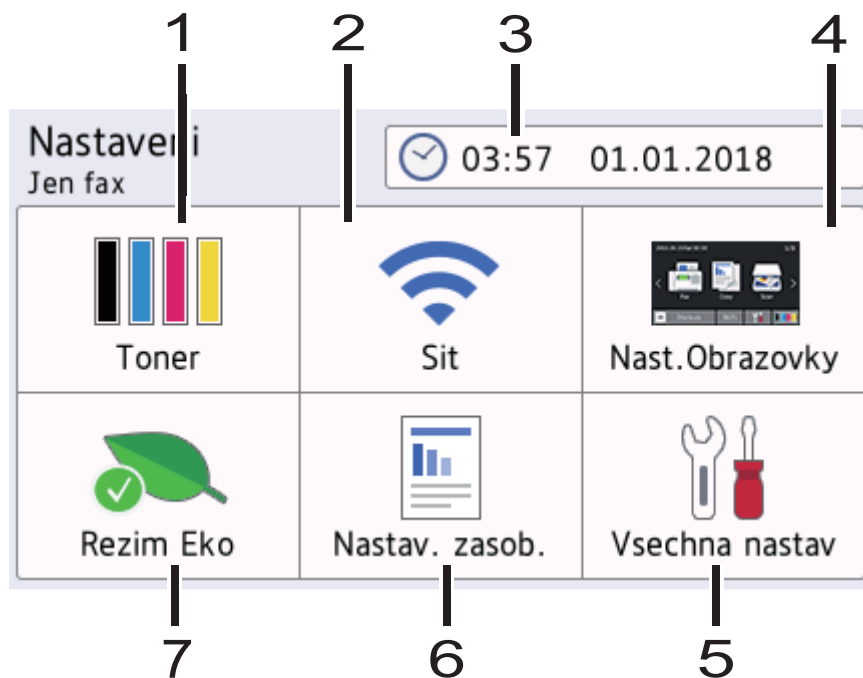 1 2 3 4
Nastaveni
Jen fax
03:57 01.01.2018
Toner Sit Nast.Obrazovky
Rezim Eko Nastav. zasob. Vsechna nastav
7 6 5